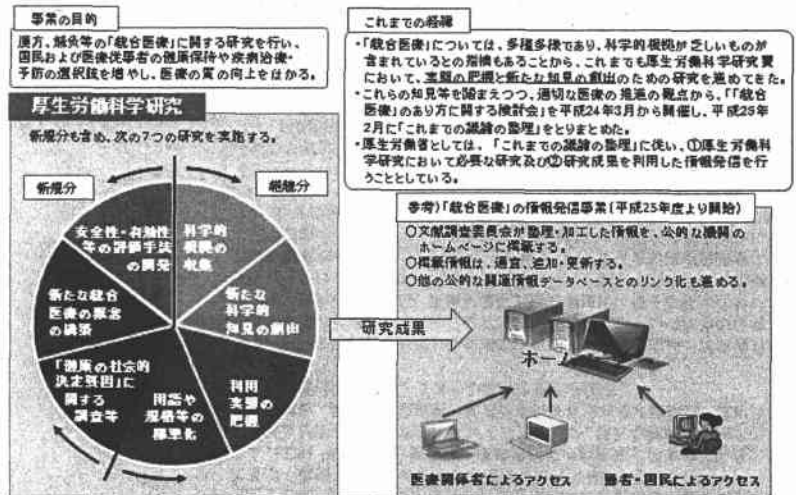 事業の目的
漢方、鍼灸等の「統合医療」に関する研究を行い、
国民および医療従事者の健康保持や疾病治療・
予防の選択肢を増やし、医療の質の向上をはかる。
厚生労働科学研究
新規分も含め、次の7つの研究を実施する。
新規分
継続分
安全性・有効性
等の評価手法
の開発
科学的
根拠の
収集
新たな統合
医療の概念
の構築
新たな
科学的
知見の創出
「健康の社会的
決定要因」に
関する
調査等
用語や
規格等の
標準化
利用
実態の
把握
研究成果
これまでの経緯
・「統合医療」については、多種多様であり、科学的根拠が乏しいものが
含まれているとの指摘もあることから、これまでも厚生労働科学研究費
において、実態の把握と新たな知見の創出のための研究を進めてきた。
・これらの知見等を踏まえつつ、適切な医療の推進の観点から、「「統合
医療」のあり方に関する検討会」を平成24年3月から開催し、平成25年
2月に「これまでの議論の整理」をとりまとめた。
・厚生労働省としては、「これまでの議論の整理」に従い、①厚生労働科
学研究において必要な研究及び②研究成果を利用した情報発信を行
うこととしている。
参考)「統合医療」の情報発信事業(平成25年度より開始)
○文献調査委員会が整理・加工した情報を、公的な機関の
ホームページに掲載する。
○掲載情報は、適宜、追加・更新する。
○他の公的な関連情報データベースとのリンク化も進める。
ホーム
医療関係者によるアクセス
患者・国民によるアクセス